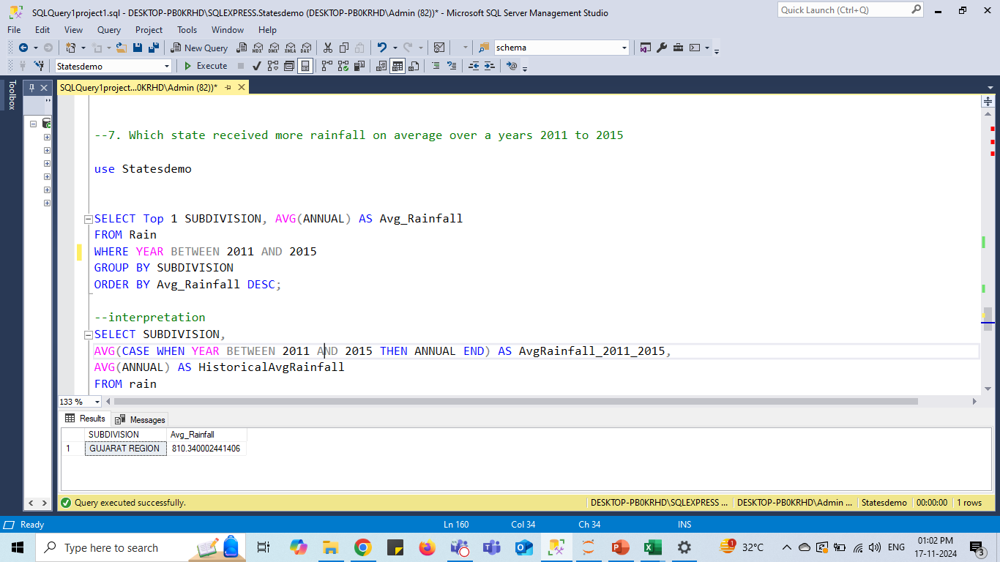 SQLQuery1project1.sql - DESKTOP-PB0KRHD\SQLEXPRESS.Statesdemo (DESKTOP-PB0KRHD\Admin (82))* - Microsoft SQL Server Management Studio
Quick Launch (Ctrl+Q)
File Edit View Query Project Tools Window Help
New Query
MDX DMX XMLA DAX
schema
Statesdemo
Execute
Toolbox
SQLQuery1project...0KRHD\Admin (82))*
--7. Which state received more rainfall on average over a years 2011 to 2015
use Statesdemo
SELECT Top 1 SUBDIVISION, AVG(ANNUAL) AS Avg_Rainfall
FROM Rain
WHERE YEAR BETWEEN 2011 AND 2015
GROUP BY SUBDIVISION
ORDER BY Avg_Rainfall DESC;
--interpretation
SELECT SUBDIVISION,
AVG(CASE WHEN YEAR BETWEEN 2011 AND 2015 THEN ANNUAL END) AS AvgRainfall_2011_2015,
AVG(ANNUAL) AS HistoricalAvgRainfall
FROM rain
133 %
Results Messages
SUBDIVISION Avg_Rainfall
1 GUJARAT REGION 810.340002441406
Query executed successfully.
DESKTOP-PB0KRHD\SQLEXPRESS ... DESKTOP-PB0KRHD\Admin ... Statesdemo 00:00:00 1 rows
Ready Ln 160 Col 34 Ch 34 INS
Type here to search
1 32°C ENG 01:02 PM
17-11-2024 3